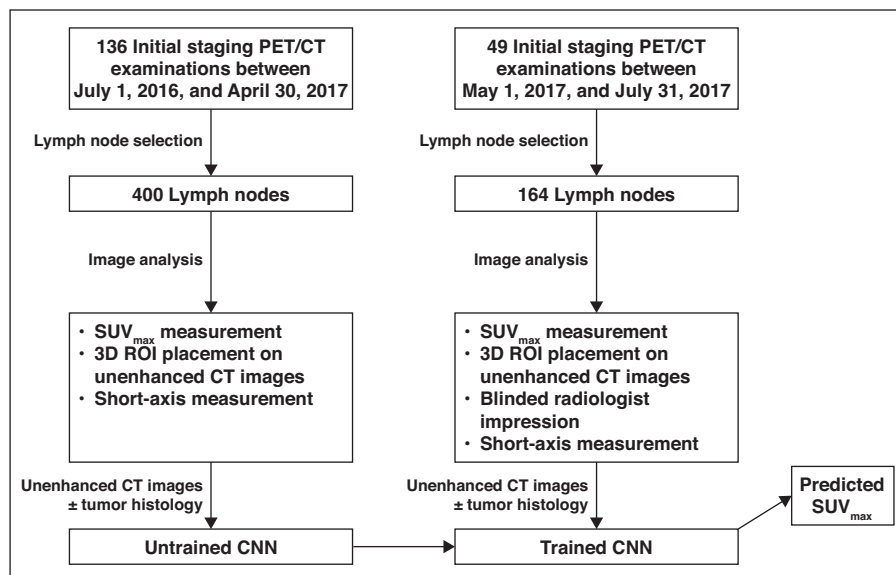 136 Initial staging PET/CT
examinations between
July 1, 2016, and April 30, 2017
Lymph node selection
400 Lymph nodes
Image analysis
· SUVmax measurement
· 3D ROI placement on
unenhanced CT images
· Short-axis measurement
Unenhanced CT images
± tumor histology
Untrained CNN
49 Initial staging PET/CT
examinations between
May 1, 2017, and July 31, 2017
Lymph node selection
164 Lymph nodes
Image analysis
· SUVmax measurement
· 3D ROI placement on
unenhanced CT images
· Blinded radiologist
impression
· Short-axis measurement
Unenhanced CT images
± tumor histology
Trained CNN
Predicted
SUVmax